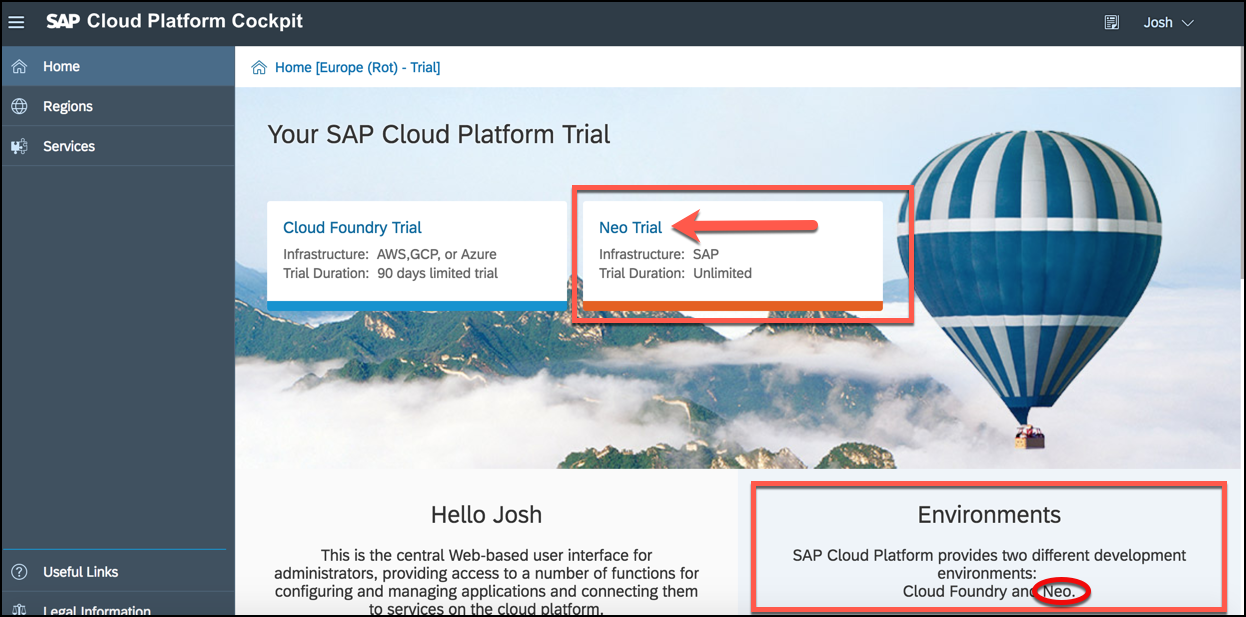 SAP Cloud Platform Cockpit
Josh
Home
Regions
Services
Home [Europe (Rot) - Trial]
Your SAP Cloud Platform Trial
Cloud Foundry Trial
Infrastructure: AWS,GCP, or Azure
Trial Duration: 90 days limited trial
Neo Trial
Infrastructure: SAP
Trial Duration: Unlimited
Hello Josh
This is the central Web-based user interface for
administrators, providing access to a number of functions for
configuring and managing applications and connecting them
to services on the cloud platform.
Environments
SAP Cloud Platform provides two different development
environments:
Cloud Foundry and Neo.
Useful Links
Legal Information